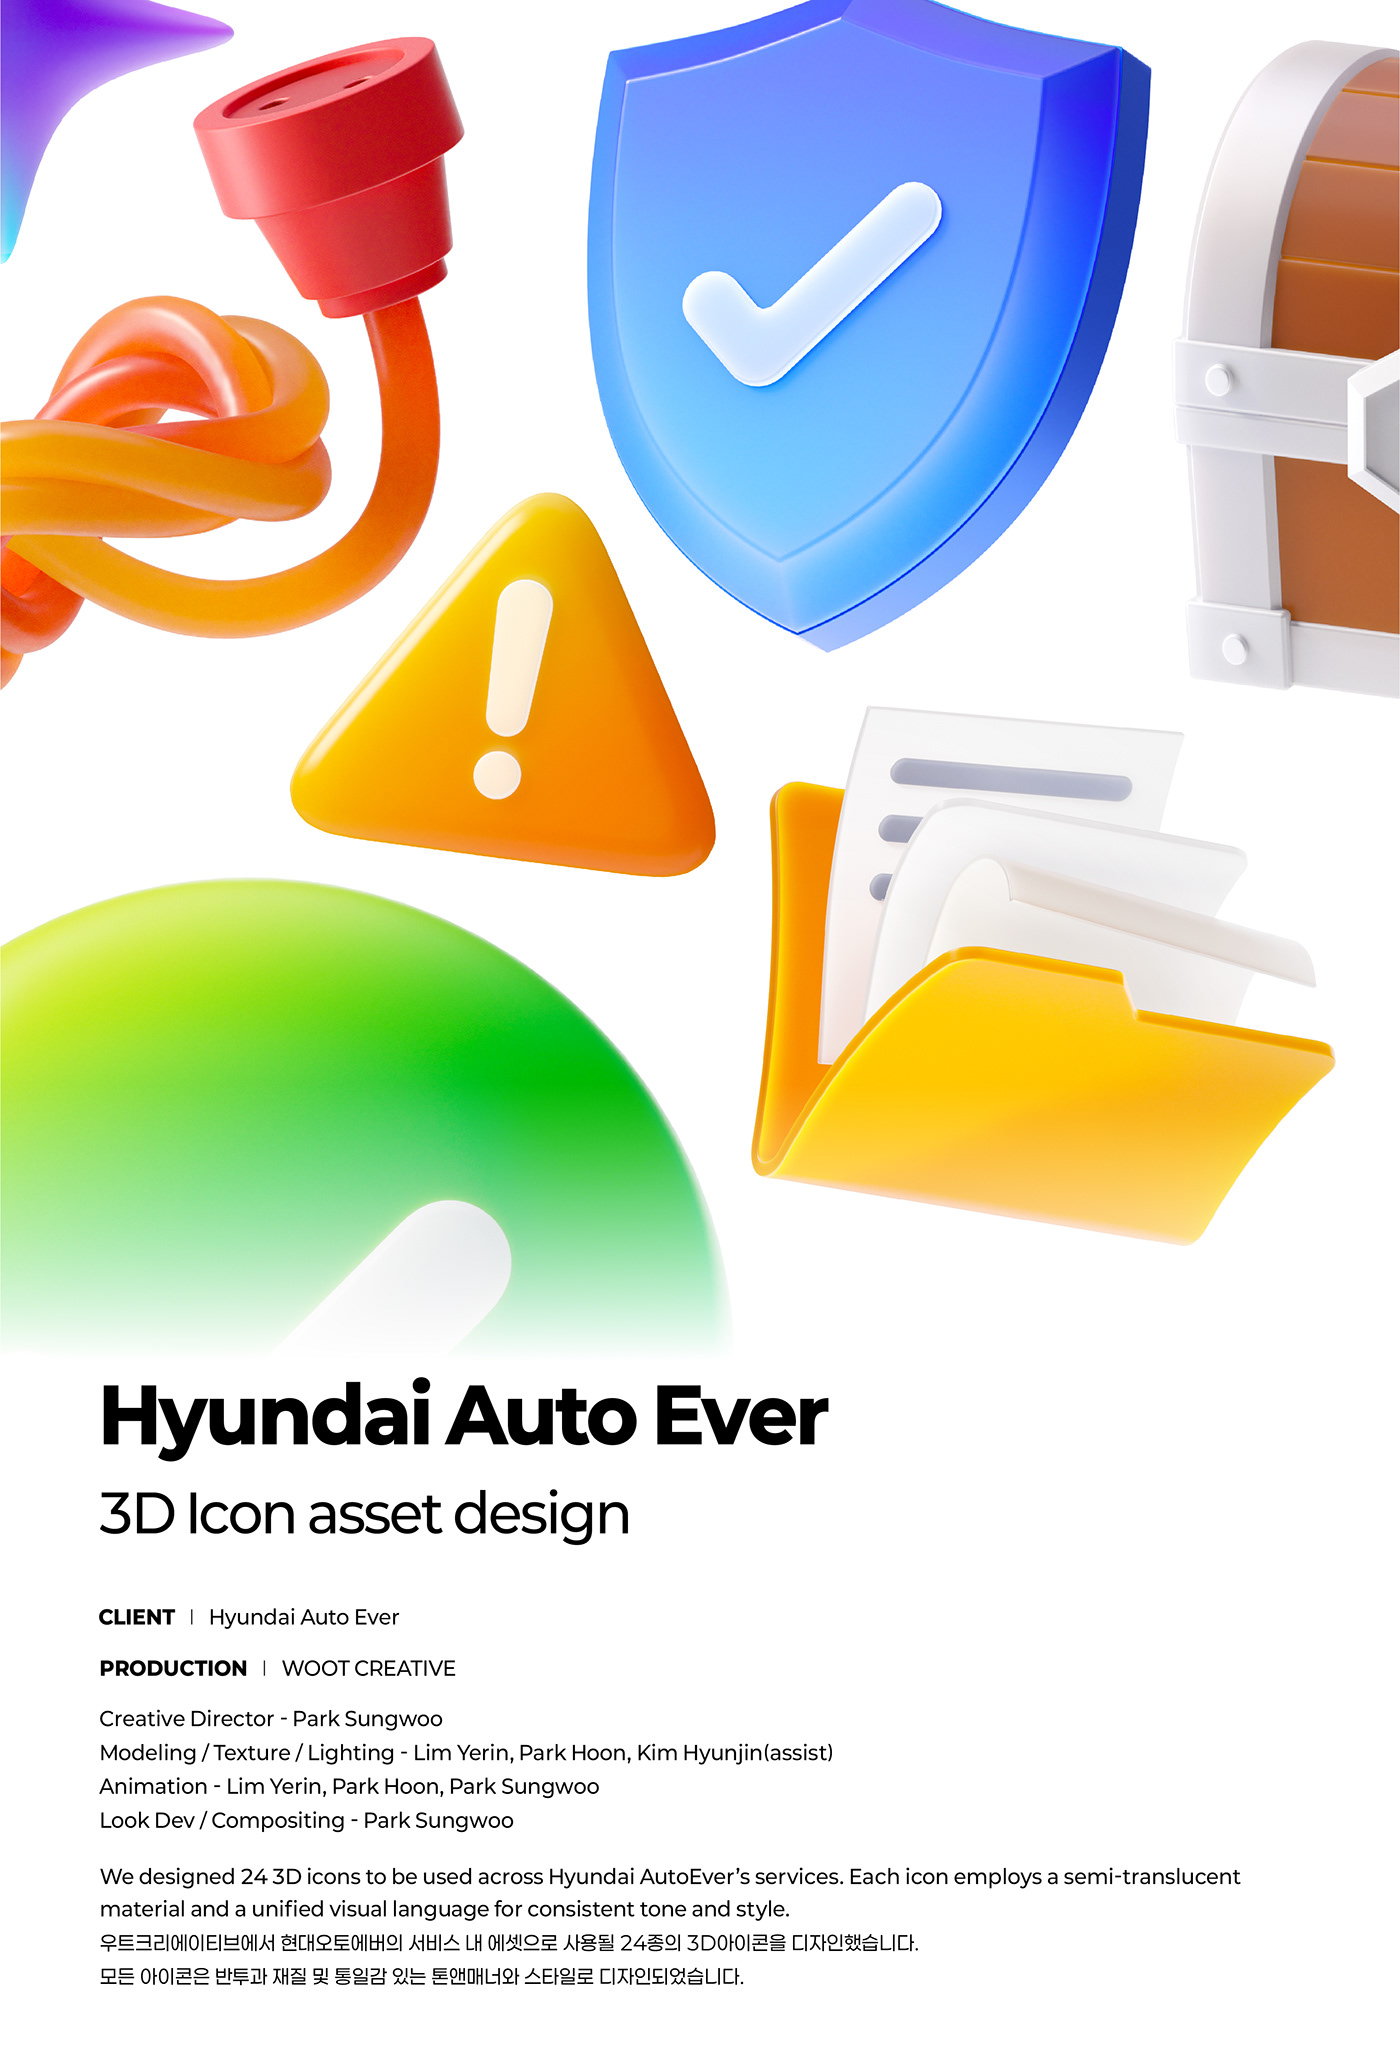 Hyundai Auto Ever
3D Icon asset design
CLIENT | Hyundai Auto Ever
PRODUCTION | WOOT CREATIVE
Creative Director - Park Sungwoo
Modeling / Texture / Lighting - Lim Yerin, Park Hoon, Kim Hyunjin(assist)
Animation - Lim Yerin, Park Hoon, Park Sungwoo
Look Dev / Compositing - Park Sungwoo
We designed 24 3D icons to be used across Hyundai AutoEver’s services. Each icon employs a semi-translucent
material and a unified visual language for consistent tone and style.
우트크리에이티브에서 현대오토에버의 서비스 내 에셋으로 사용될 24종의 3D아이콘을 디자인했습니다.
모든 아이콘은 반투과 재질 및 통일감 있는 톤앤매너와 스타일로 디자인되었습니다.